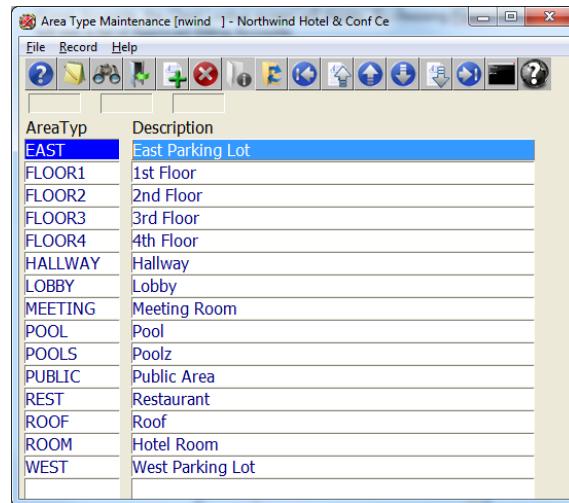 Area Type Maintenance [nwind ] - Northwind Hotel & Conf Ce
File Record Help
AreaTyp Description
EAST East Parking Lot
FLOOR1 1st Floor
FLOOR2 2nd Floor
FLOOR3 3rd Floor
FLOOR4 4th Floor
HALLWAY Hallway
LOBBY Lobby
MEETING Meeting Room
POOL Pool
POOLS Poolz
PUBLIC Public Area
REST Restaurant
ROOF Roof
ROOM Hotel Room
WEST West Parking Lot